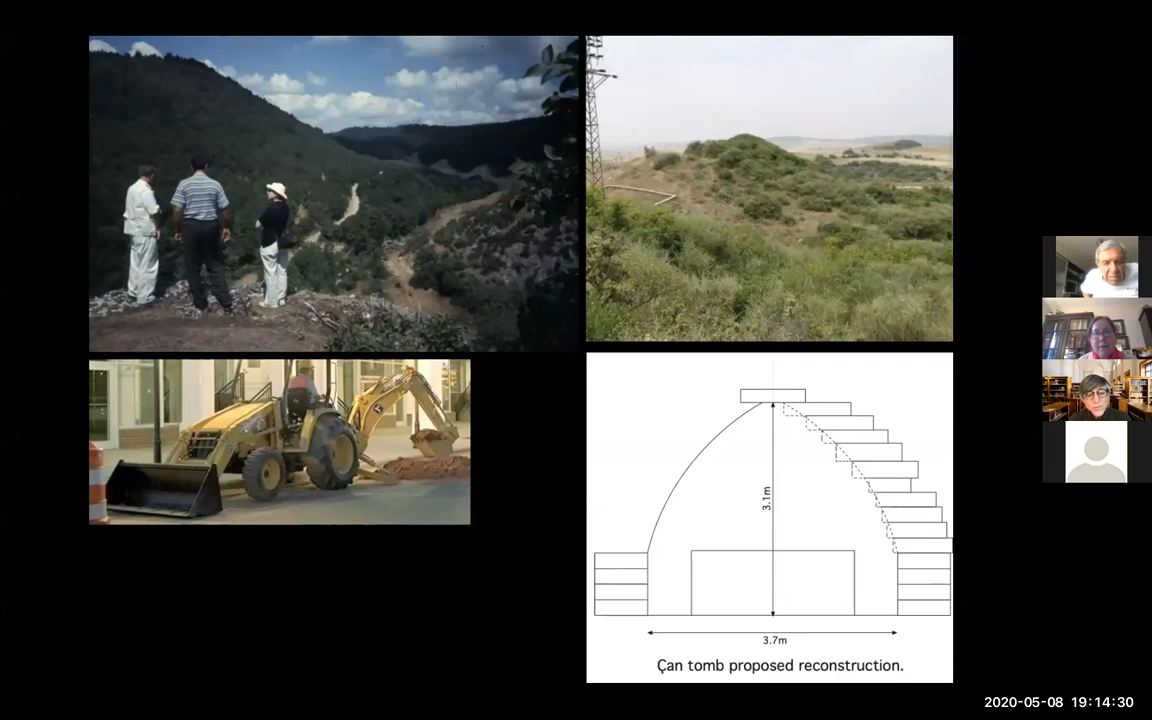 3.1m
3.7m
Çan tomb proposed reconstruction.
2020-05-08 19:14:30